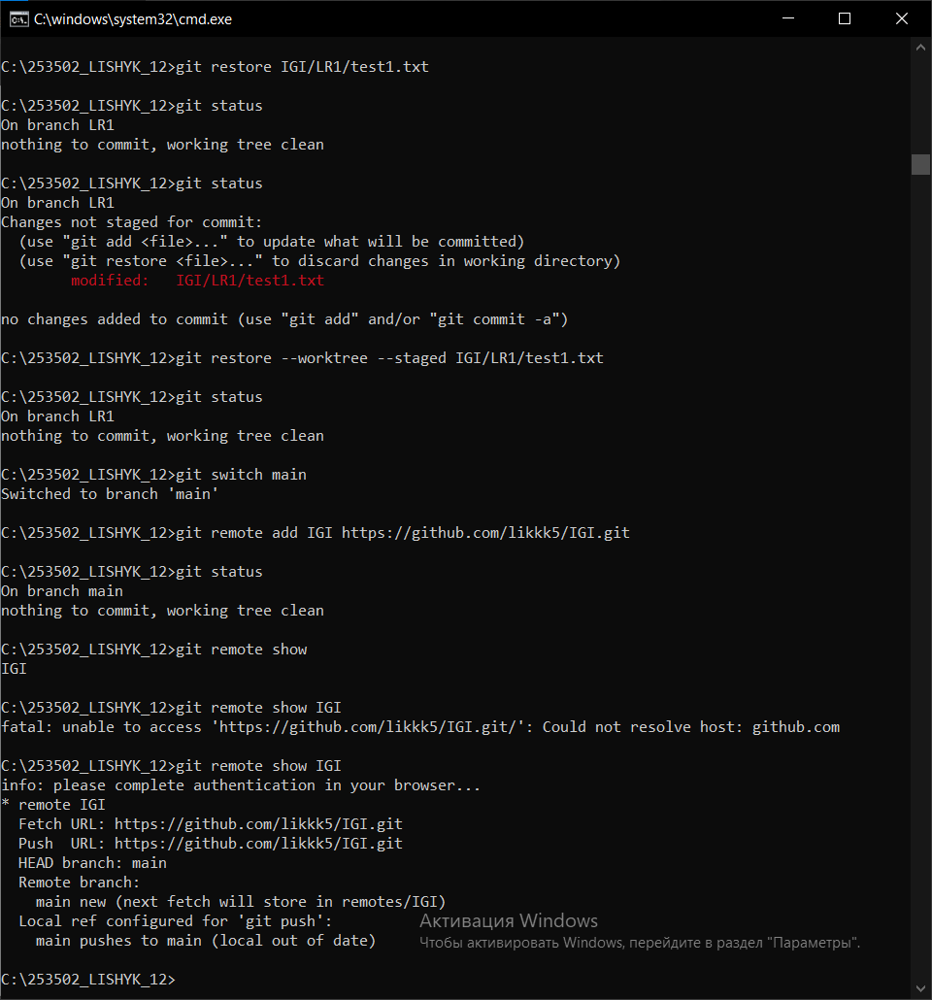 C:\windows\system32\cmd.exe
C:\253502_LISHYK_12>git restore IGI/LR1/test1.txt
C:\253502_LISHYK_12>git status
On branch LR1
nothing to commit, working tree clean
C:\253502_LISHYK_12>git status
On branch LR1
Changes not staged for commit:
  (use "git add <file>..." to update what will be committed)
  (use "git restore <file>..." to discard changes in working directory)
        modified:   IGI/LR1/test1.txt
no changes added to commit (use "git add" and/or "git commit -a")
C:\253502_LISHYK_12>git restore --worktree --staged IGI/LR1/test1.txt
C:\253502_LISHYK_12>git status
On branch LR1
nothing to commit, working tree clean
C:\253502_LISHYK_12>git switch main
Switched to branch 'main'
C:\253502_LISHYK_12>git remote add IGI https://github.com/likkk5/IGI.git
C:\253502_LISHYK_12>git status
On branch main
nothing to commit, working tree clean
C:\253502_LISHYK_12>git remote show
IGI
C:\253502_LISHYK_12>git remote show IGI
fatal: unable to access 'https://github.com/likkk5/IGI.git/': Could not resolve host: github.com
C:\253502_LISHYK_12>git remote show IGI
info: please complete authentication in your browser...
* remote IGI
  Fetch URL: https://github.com/likkk5/IGI.git
  Push  URL: https://github.com/likkk5/IGI.git
  HEAD branch: main
  Remote branch:
    main new (next fetch will store in remotes/IGI)
  Local ref configured for 'git push':
    main pushes to main (local out of date)
Активация Windows
Чтобы активировать Windows, перейдите в раздел "Параметры".
C:\253502_LISHYK_12>